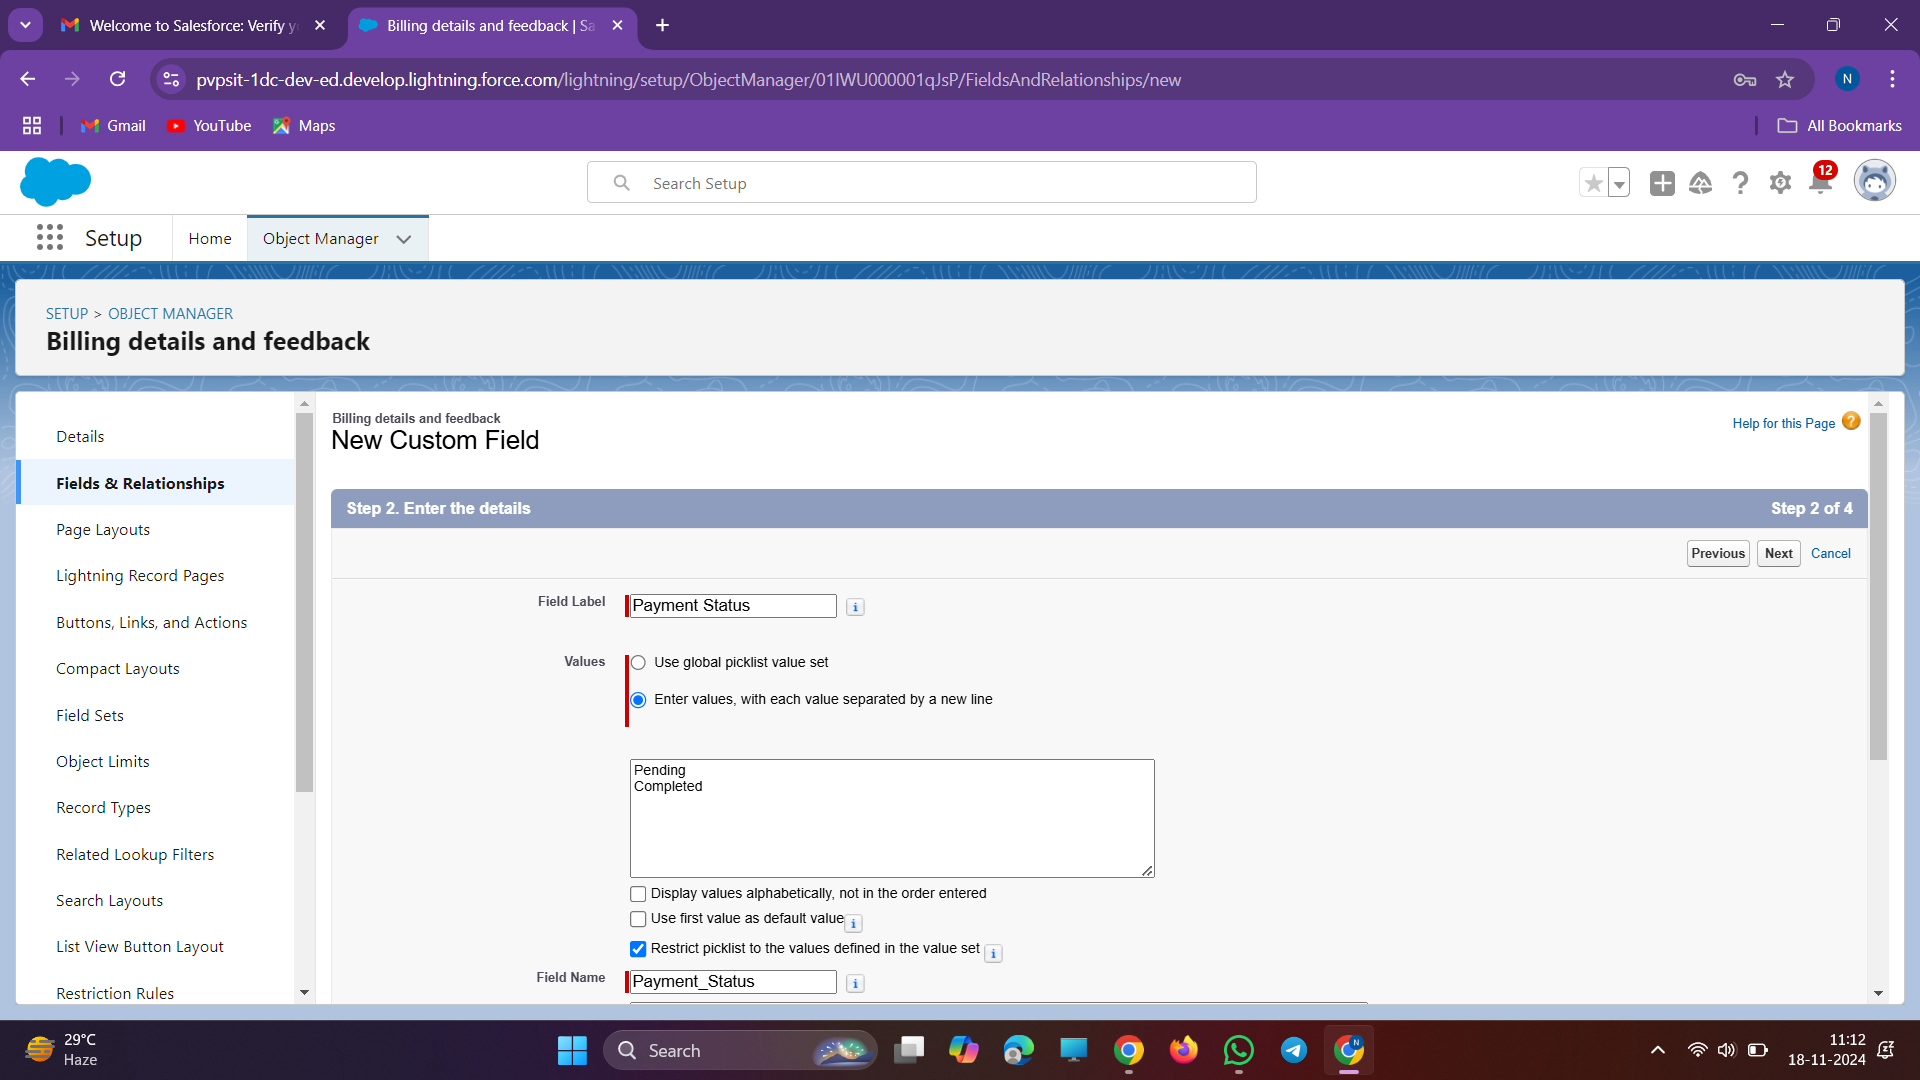 Welcome to Salesforce: Verify y
Billing details and feedback | Sa
pvpsit-1dc-dev-ed.develop.lightning.force.com/lightning/setup/ObjectManager/01IWU000001qJsP/FieldsAndRelationships/new
N
Gmail
YouTube
Maps
All Bookmarks
Search Setup
12
Setup
Home
Object Manager
SETUP > OBJECT MANAGER
Billing details and feedback
Details
Fields & Relationships
Page Layouts
Lightning Record Pages
Buttons, Links, and Actions
Compact Layouts
Field Sets
Object Limits
Record Types
Related Lookup Filters
Search Layouts
List View Button Layout
Restriction Rules
Billing details and feedback
New Custom Field
Help for this Page ?
Step 2. Enter the details
Step 2 of 4
Previous
Next
Cancel
Field Label
Payment Status
i
Values
Use global picklist value set
Enter values, with each value separated by a new line
Pending
Completed
Display values alphabetically, not in the order entered
Use first value as default value
i
Restrict picklist to the values defined in the value set
i
Field Name
Payment_Status
i
29°C
Haze
Search
N
11:12
18-11-2024